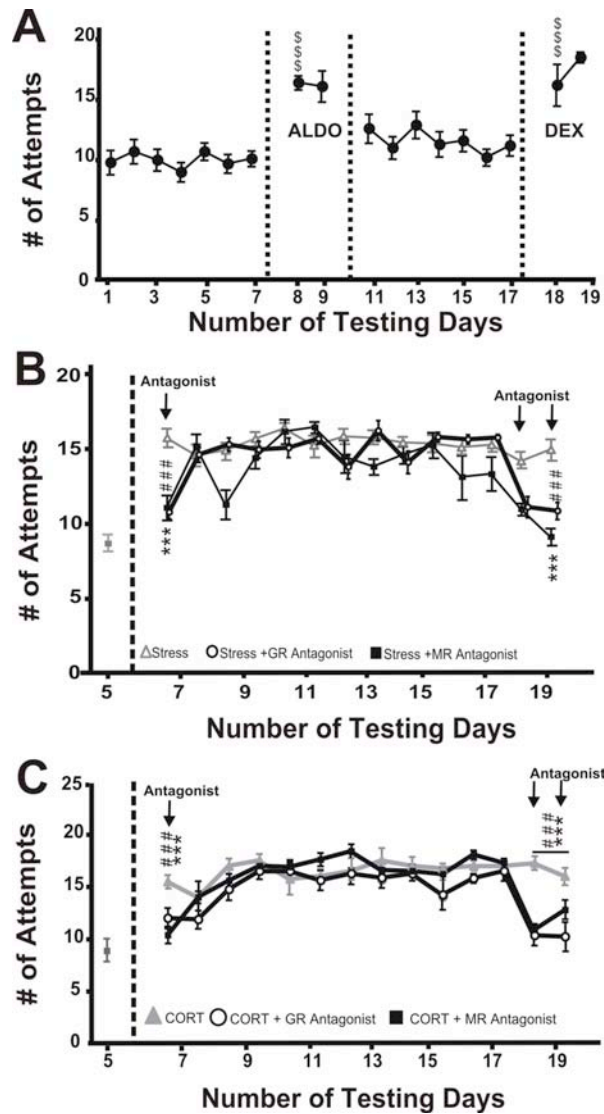 A
20
15
10
5
0
# of Attempts
$$$
$$$
ALDO
DEX
1 3 5 7 8 9 11 13 15 17 18 19
Number of Testing Days
B
20
15
10
5
0
# of Attempts
Antagonist
Antagonist
###
***
###
***
Stress Stress +GR Antagonist Stress +MR Antagonist
5 7 9 11 13 15 17 19
Number of Testing Days
C
25
20
15
10
5
0
# of Attempts
Antagonist
Antagonist
###
***
###
***
CORT CORT + GR Antagonist CORT + MR Antagonist
5 7 9 11 13 15 17 19
Number of Testing Days